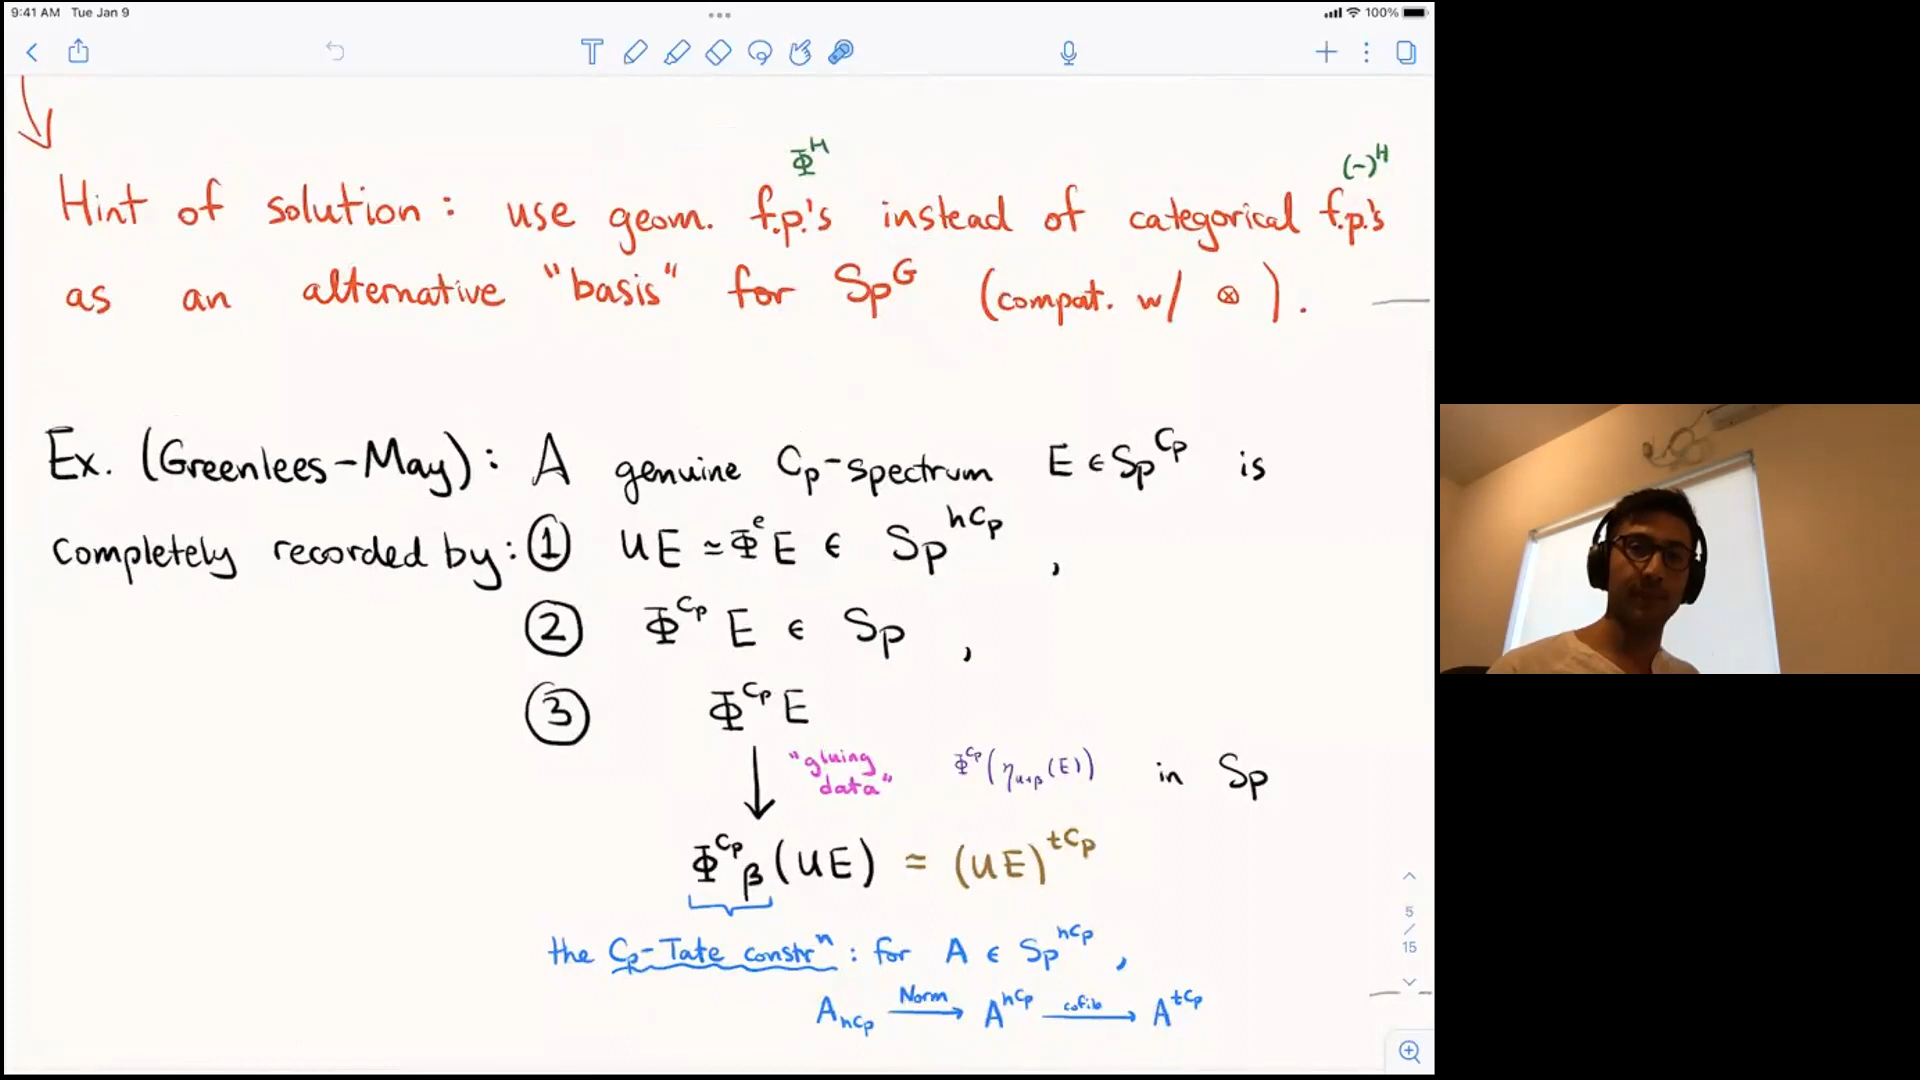 9:41 AM Tue Jan 9
100%
Φ^H (-)^H
Hint of solution: use geom. f.p.'s instead of categorical f.p.'s
as an alternative "basis" for Sp^G (compat. w/ ⊗).
Ex. (Greenlees-May): A genuine C_p-spectrum E ∈ Sp^{C_p} is
completely recorded by: ① UE ≃ Φ^e E ∈ Sp^{hC_p},
② Φ^{C_p} E ∈ Sp,
③ Φ^{C_p} E
↓ "gluing data" Φ^{C_p}(η_{u⊣β}(E)) in Sp
Φ^{C_p} β(UE) ≃ (UE)^{tC_p}
the C_p-Tate constr^n: for A ∈ Sp^{hC_p},
A_{hC_p} —Norm→ A^{hC_p} —cofib→ A^{tC_p}
5
/
15